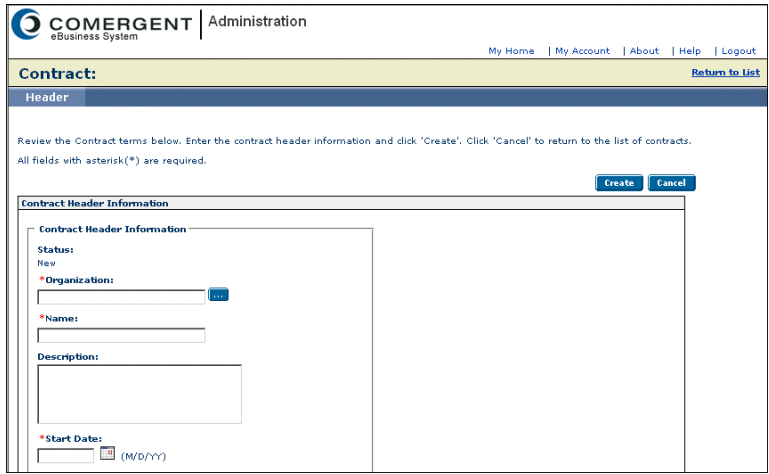 COMERGENT
eBusiness System
Administration
My Home | My Account | About | Help | Logout
Contract:
Return to List
Header
Review the Contract terms below. Enter the contract header information and click 'Create'. Click 'Cancel' to return to the list of contracts.
All fields with asterisk(*) are required.
Create Cancel
Contract Header Information
Contract Header Information
Status:
New
*Organization:
...
*Name:
Description:
*Start Date:
(M/D/YY)